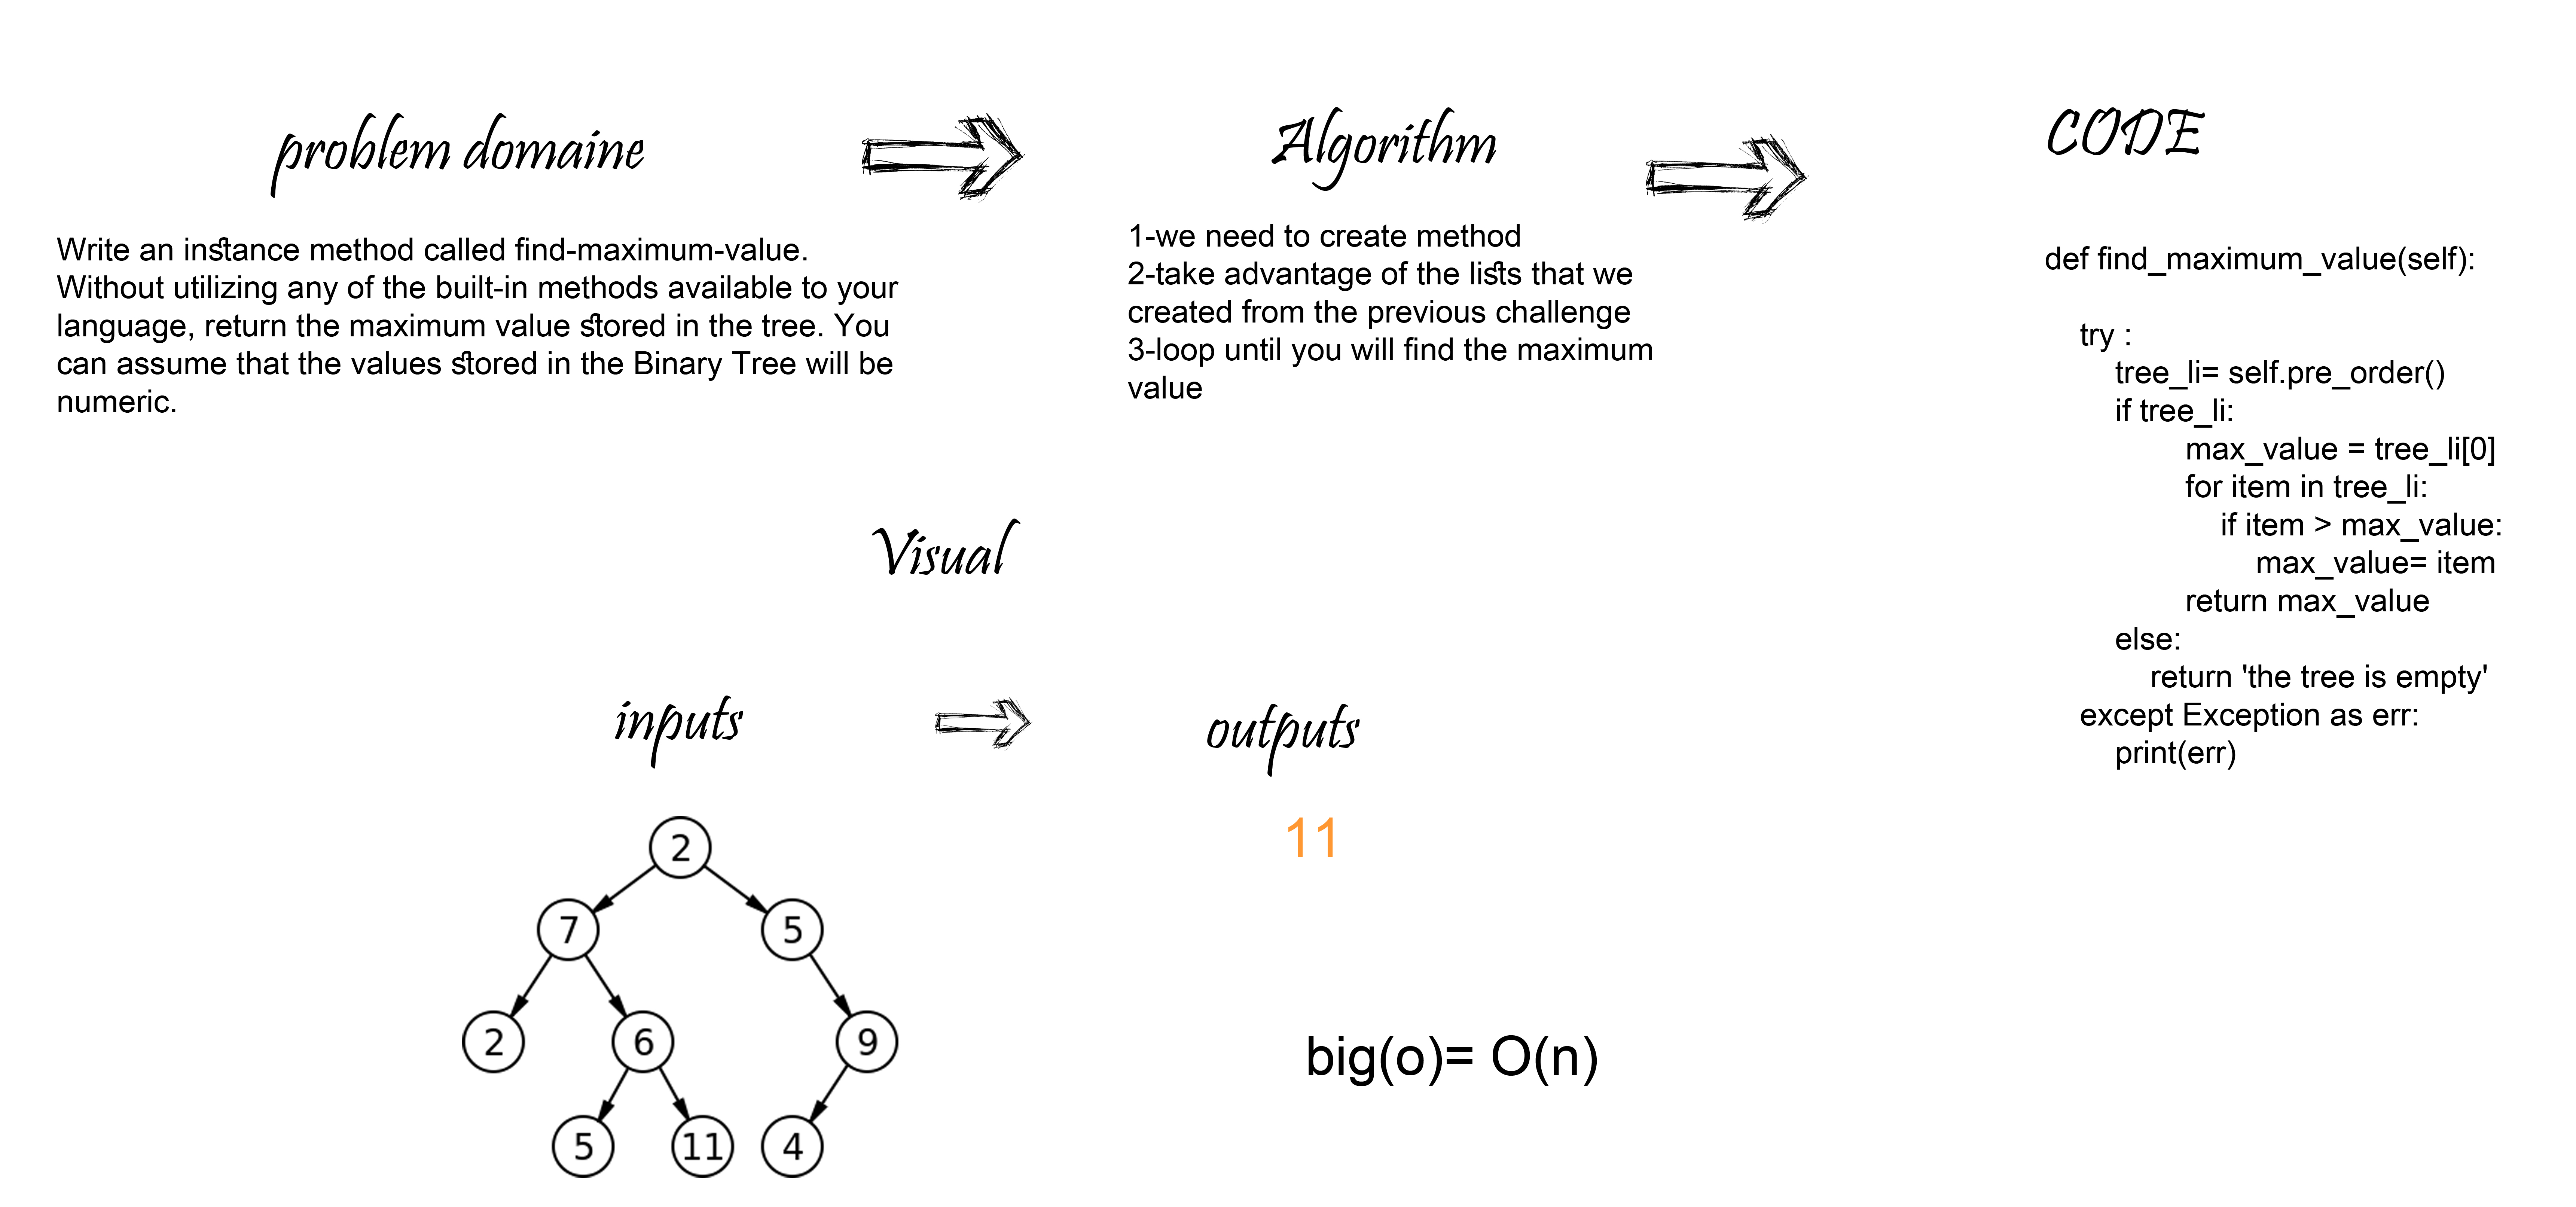 problem domaine
Write an instance method called find-maximum-value.
Without utilizing any of the built-in methods available to your
language, return the maximum value stored in the tree. You
can assume that the values stored in the Binary Tree will be
numeric.
Algorithm
1-we need to create method
2-take advantage of the lists that we
created from the previous challenge
3-loop until you will find the maximum
value
CODE
def find_maximum_value(self):
try :
tree_li= self.pre_order()
if tree_li:
max_value = tree_li[0]
for item in tree_li:
if item > max_value:
max_value= item
return max_value
else:
return 'the tree is empty'
except Exception as err:
print(err)
Visual
inputs
outputs
2
7
5
2
6
9
5
11
4
11
big(o)= O(n)